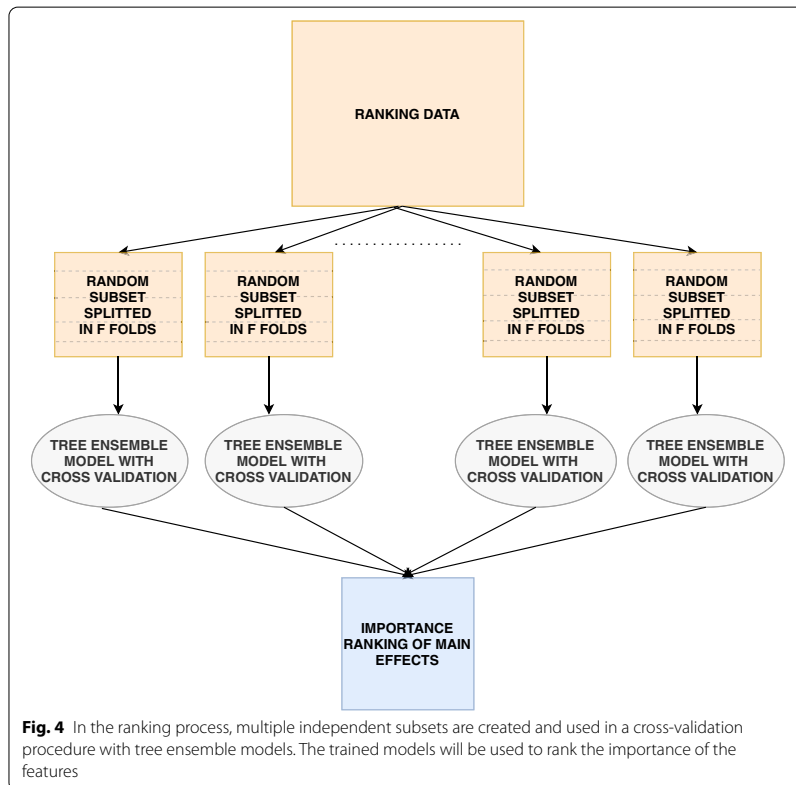 RANKING DATA
RANDOM
SUBSET
SPLITTED
IN F FOLDS
RANDOM
SUBSET
SPLITTED
IN F FOLDS
RANDOM
SUBSET
SPLITTED
IN F FOLDS
RANDOM
SUBSET
SPLITTED
IN F FOLDS
TREE ENSEMBLE
MODEL WITH
CROSS VALIDATION
TREE ENSEMBLE
MODEL WITH
CROSS VALIDATION
TREE ENSEMBLE
MODEL WITH
CROSS VALIDATION
TREE ENSEMBLE
MODEL WITH
CROSS VALIDATION
IMPORTANCE
RANKING OF MAIN
EFFECTS
Fig. 4 In the ranking process, multiple independent subsets are created and used in a cross-validation
procedure with tree ensemble models. The trained models will be used to rank the importance of the
features